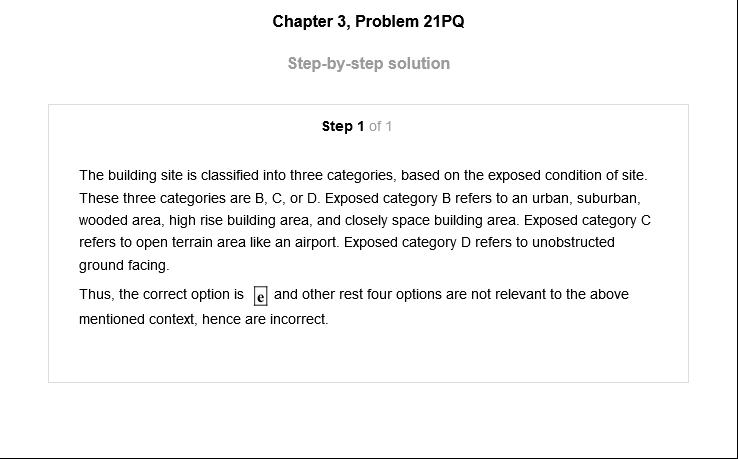 Chapter 3, Problem 21PQ
Step-by-step solution
Step 1 of 1
The building site is classified into three categories, based on the exposed condition of site.
These three categories are B, C, or D. Exposed category B refers to an urban, suburban,
wooded area, high rise building area, and closely space building area. Exposed category C
refers to open terrain area like an airport. Exposed category D refers to unobstructed
ground facing.
Thus, the correct option is e and other rest four options are not relevant to the above
mentioned context, hence are incorrect.